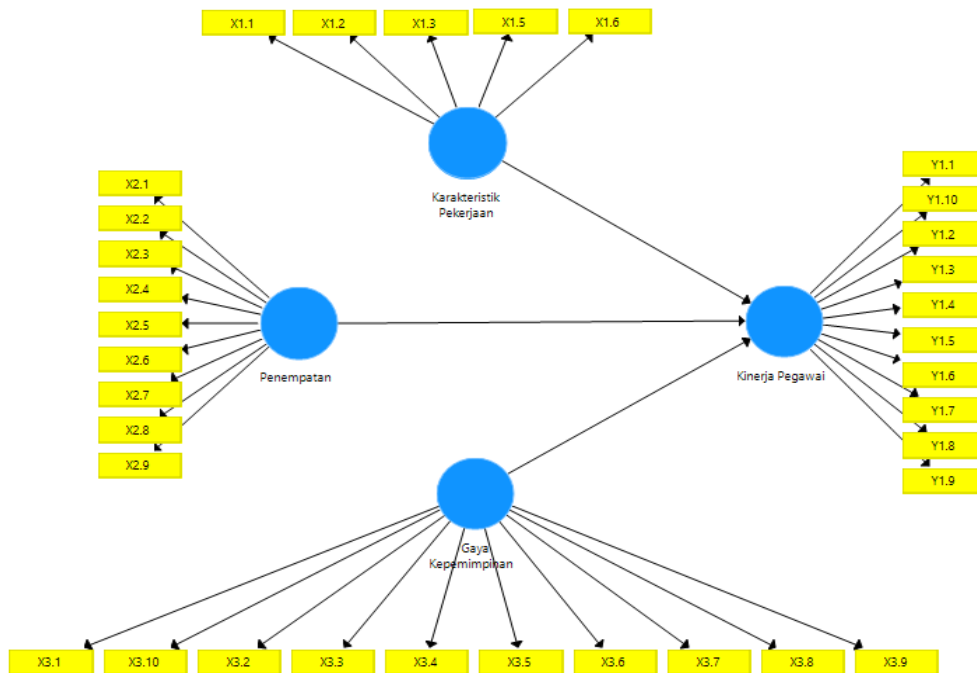 X1.1
X1.2
X1.3
X1.5
X1.6
Karakteristik
Pekerjaan
X2.1
X2.2
X2.3
X2.4
X2.5
X2.6
X2.7
X2.8
X2.9
Penempatan
Y1.1
Y1.10
Y1.2
Y1.3
Y1.4
Y1.5
Y1.6
Y1.7
Y1.8
Y1.9
Kinerja Pegawai
Gaya
Kepemimpinan
X3.1
X3.10
X3.2
X3.3
X3.4
X3.5
X3.6
X3.7
X3.8
X3.9